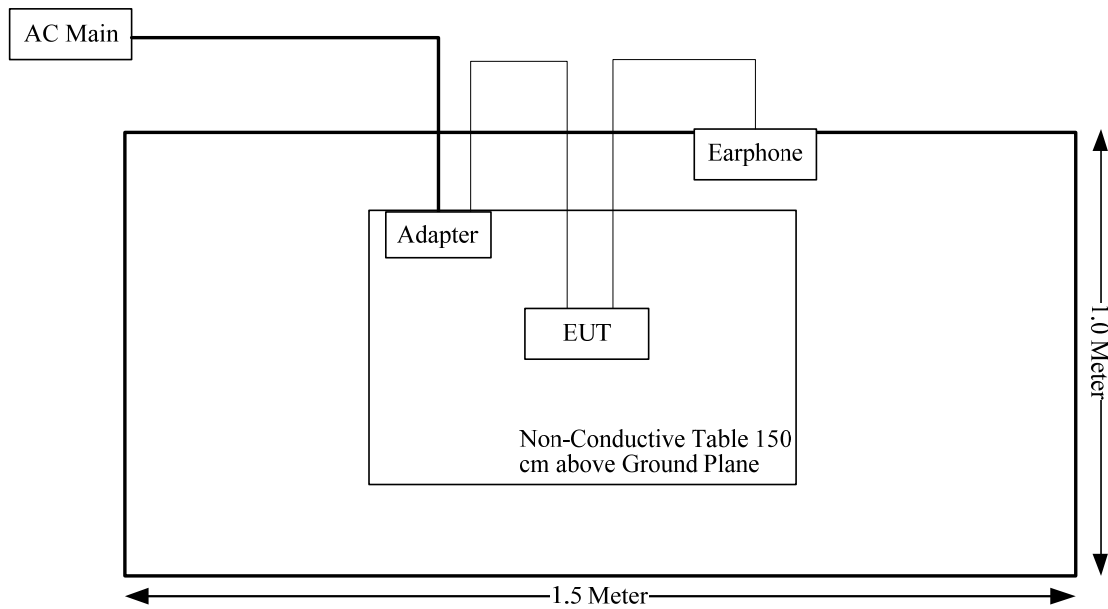 AC Main
Earphone
Adapter
EUT
Non-Conductive Table 150
cm above Ground Plane
1.0 Meter
1.5 Meter